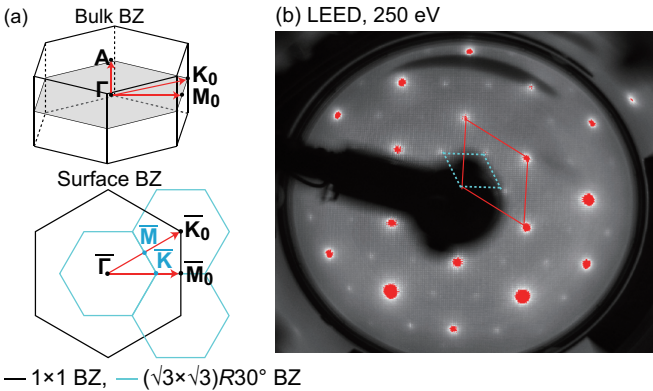 (a)
Bulk BZ
A
Γ
K₀
M₀
Surface BZ
M̅
K̅₀
Γ̅
K̅
M̅₀
— 1×1 BZ, — (√3×√3)R30° BZ
(b) LEED, 250 eV